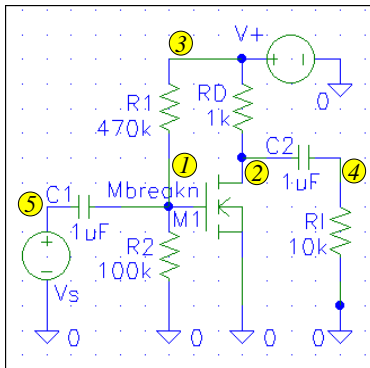 3
V+
+
-
R1
470k
RD
1k
0
1
2
C2
1uF
4
5
C1
1uF
Mbreakn
M1
R2
100k
Rl
10k
+
-
Vs
0
0
0
0